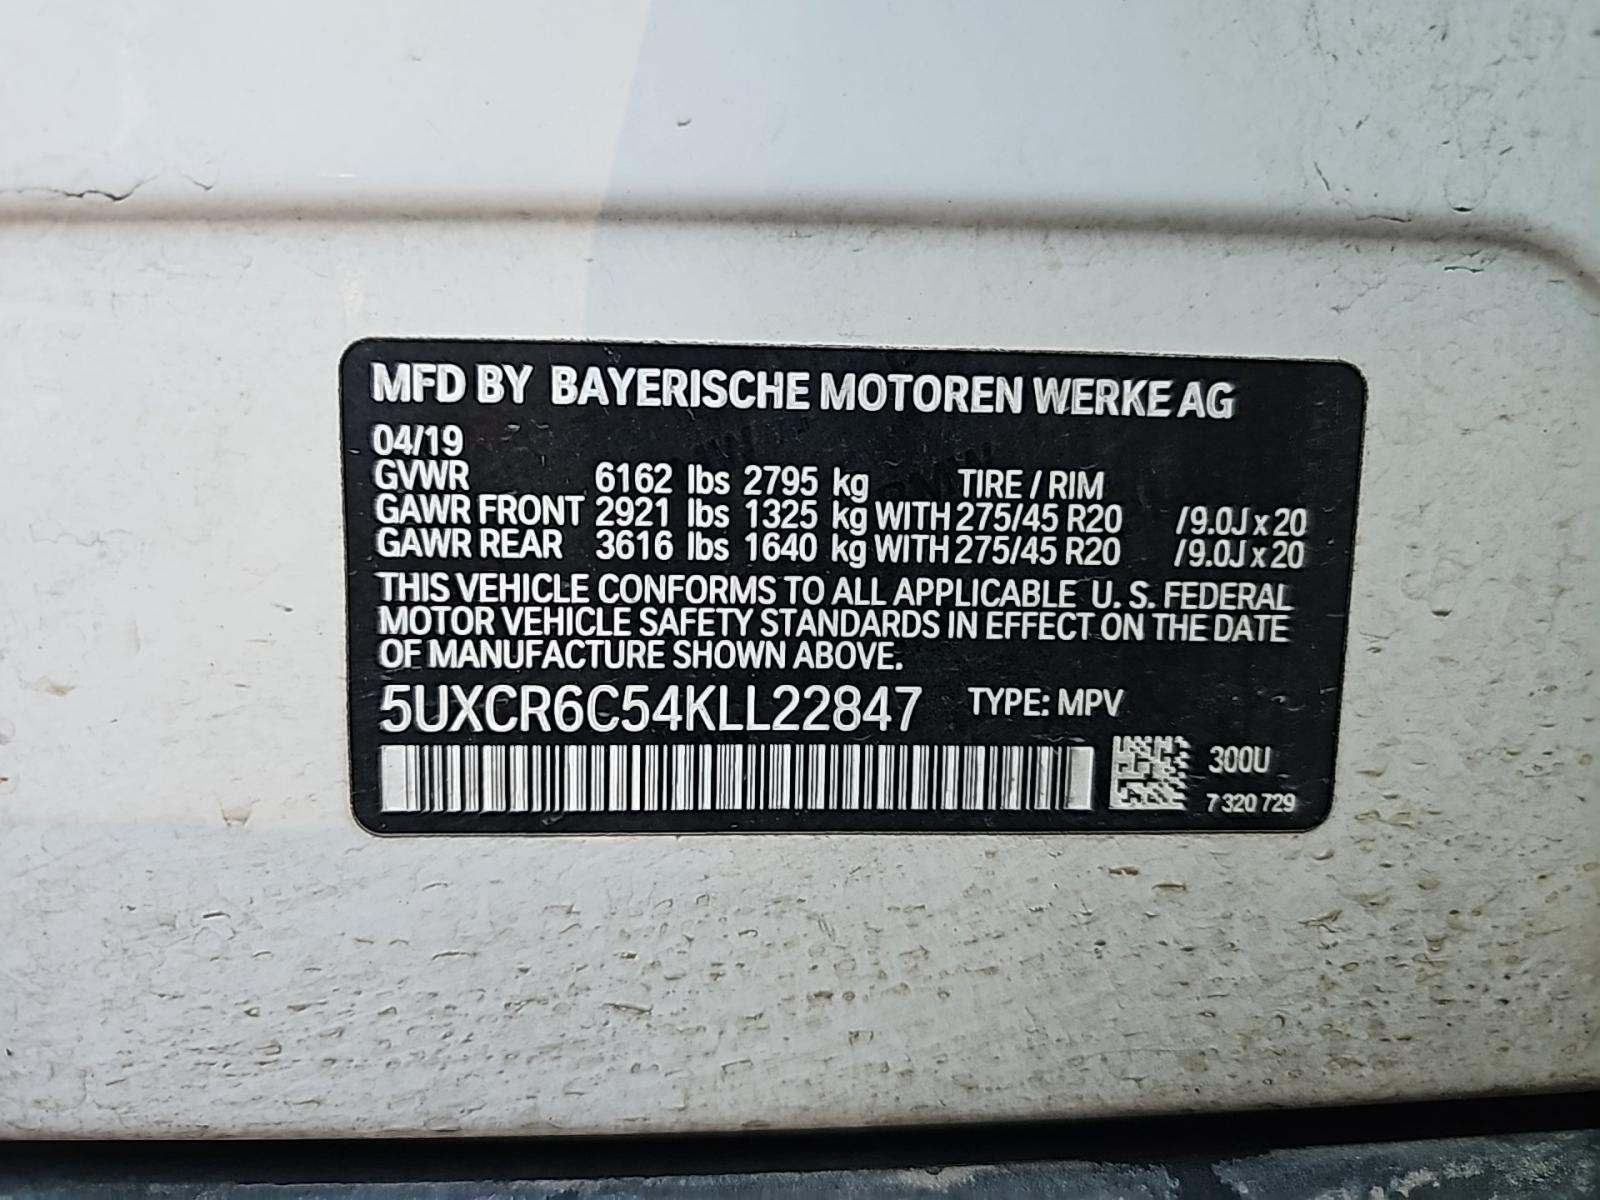 MFD BY BAYERISCHE MOTOREN WERKE AG
04/19
GVWR 6162 lbs 2795 kg TIRE / RIM
GAWR FRONT 2921 lbs 1325 kg WITH 275/45 R20 /9.0J x 20
GAWR REAR 3616 lbs 1640 kg WITH 275/45 R20 /9.0J x 20
THIS VEHICLE CONFORMS TO ALL APPLICABLE U. S. FEDERAL
MOTOR VEHICLE SAFETY STANDARDS IN EFFECT ON THE DATE
OF MANUFACTURE SHOWN ABOVE.
5UXCR6C54KLL22847 TYPE: MPV
300U
7 320 729